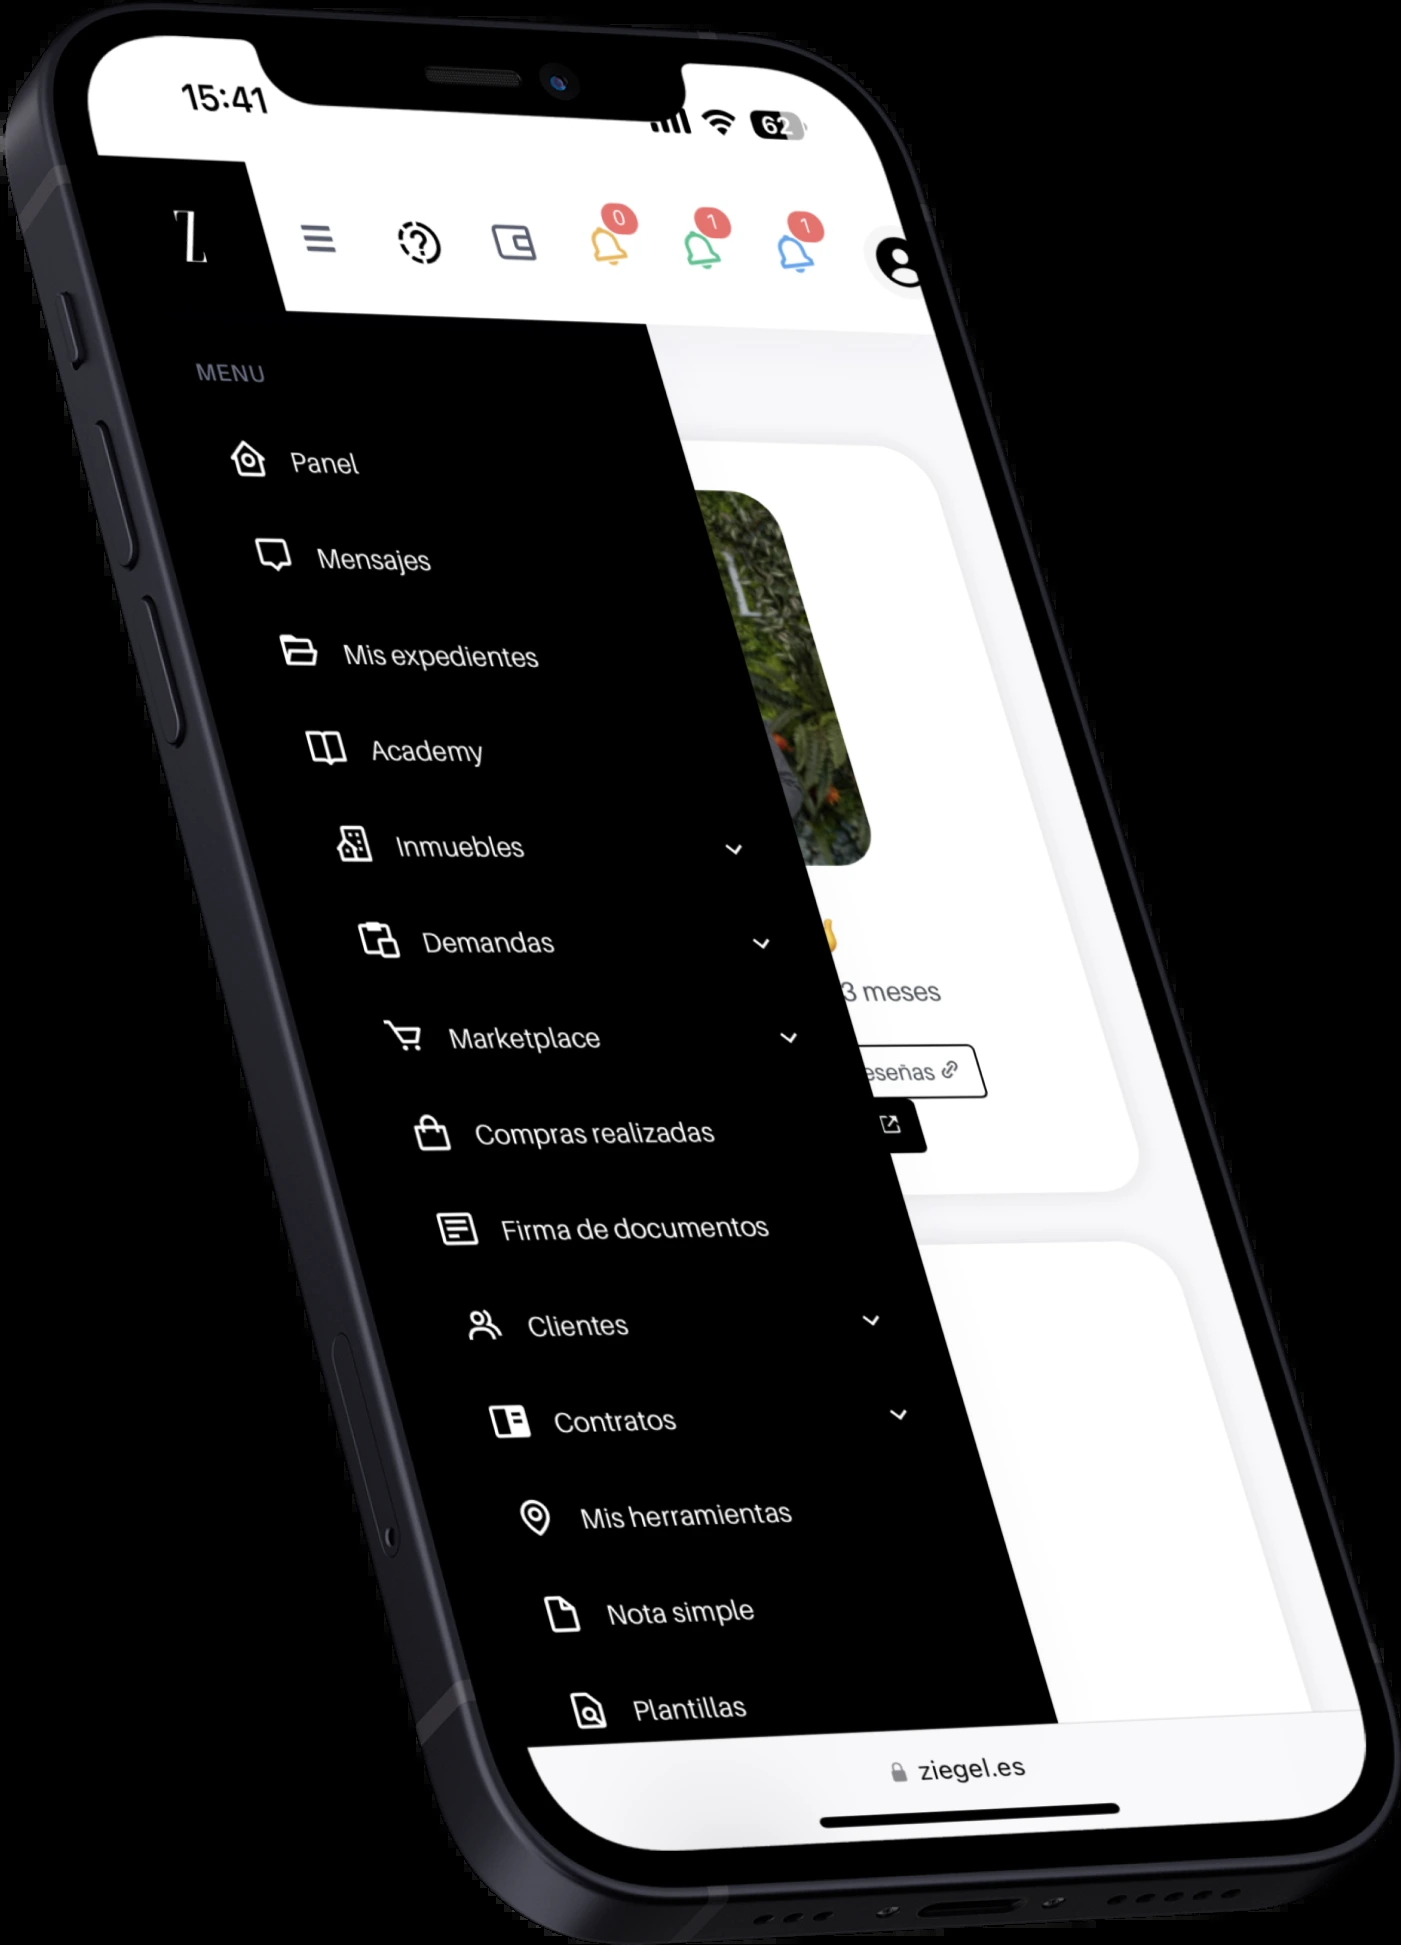 15:41
62
Z
0
1
1
MENU
Panel
Mensajes
Mis expedientes
Academy
Inmuebles
Demandas
3 meses
Marketplace
eseñas
Compras realizadas
Firma de documentos
Clientes
Contratos
Mis herramientas
Nota simple
Plantillas
ziegel.es